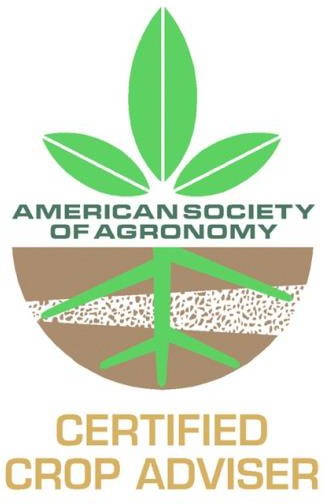 AMERICAN SOCIETY
OF AGRONOMY
CERTIFIED
CROP ADVISER